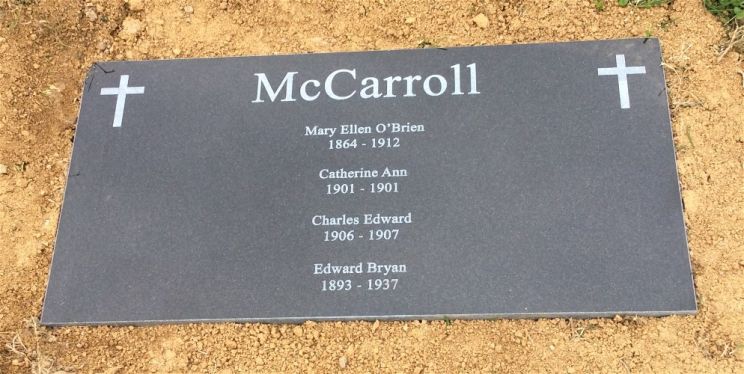 McCarroll
Mary Ellen O'Brien
1864 - 1912
Catherine Ann
1901 - 1901
Charles Edward
1906 - 1907
Edward Bryan
1893 - 1937